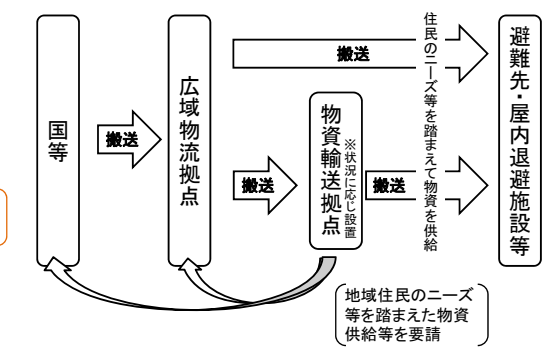 国等
搬送
広域物流拠点
搬送
搬送
物資輸送拠点
※状況に応じ設置
搬送
住民のニーズ等を踏まえて物資を供給
避難先・屋内退避施設等
地域住民のニーズ
等を踏まえた物資
供給等を要請